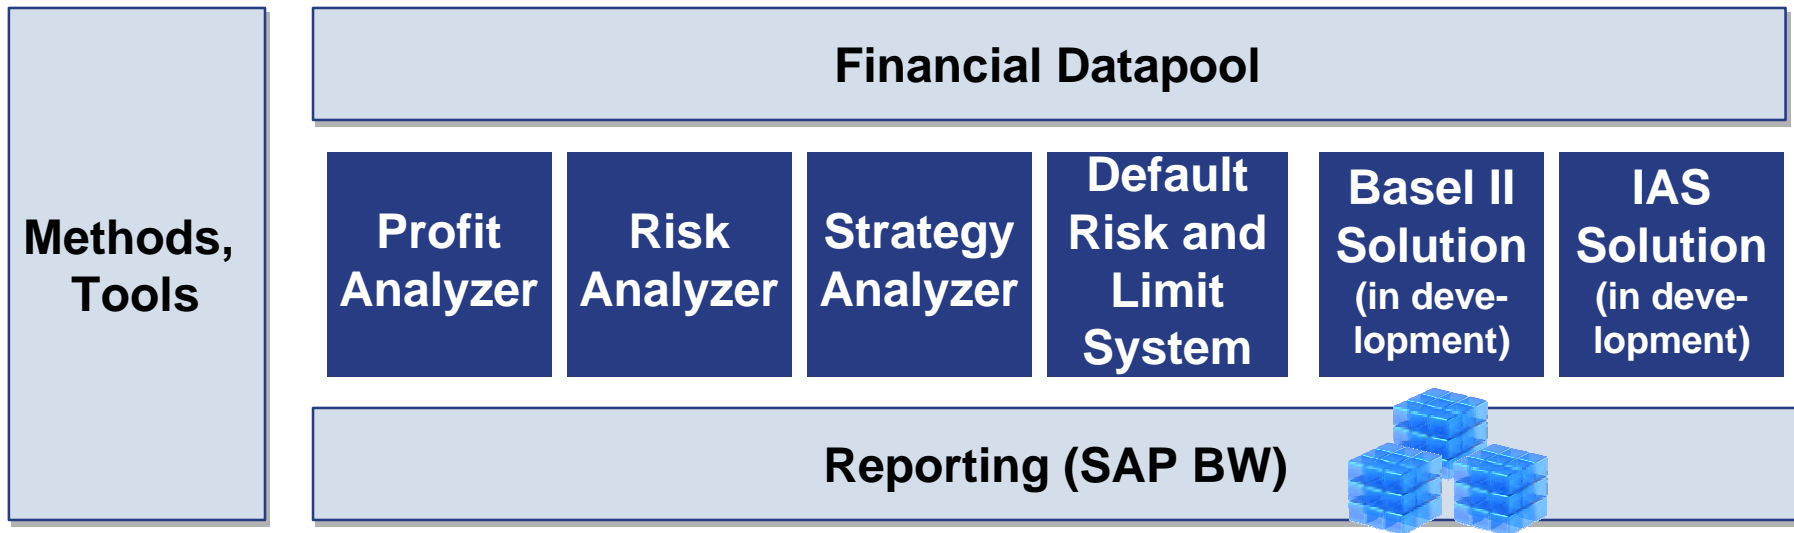 Methods,
Tools
Financial Datapool
Profit
Analyzer
Risk
Analyzer
Strategy
Analyzer
Default
Risk and
Limit
System
Basel II
Solution
(in deve-
lopment)
IAS
Solution
(in deve-
lopment)
Reporting (SAP BW)